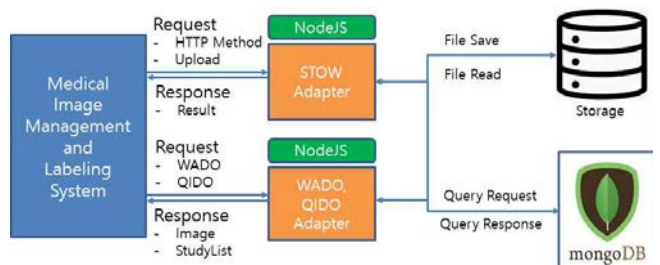 Medical
Image
Management
and
Labeling
System
Request
- HTTP Method
- Upload
Response
- Result
NodeJS
STOW
Adapter
Request
- WADO
- QIDO
Response
- Image
- StudyList
NodeJS
WADO,
QIDO
Adapter
File Save
File Read
Storage
Query Request
Query Response
mongoDB